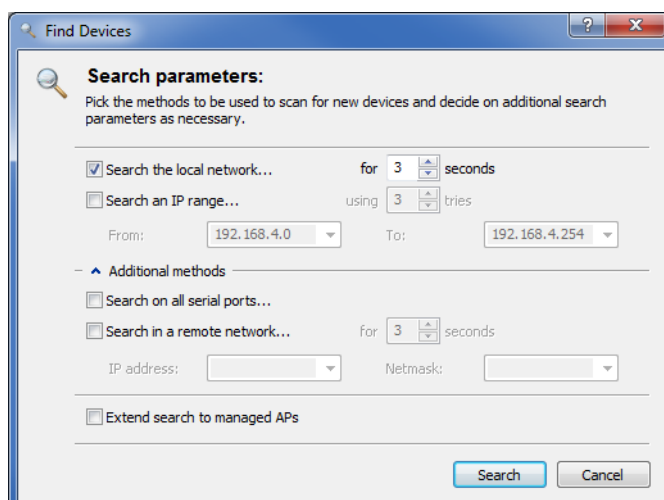 Find Devices
Search parameters:
Pick the methods to be used to scan for new devices and decide on additional search
parameters as necessary.
Search the local network... for 3 seconds
Search an IP range... using 3 tries
From: 192.168.4.0 To: 192.168.4.254
Additional methods
Search on all serial ports...
Search in a remote network... for 3 seconds
IP address: Netmask:
Extend search to managed APs
Search Cancel